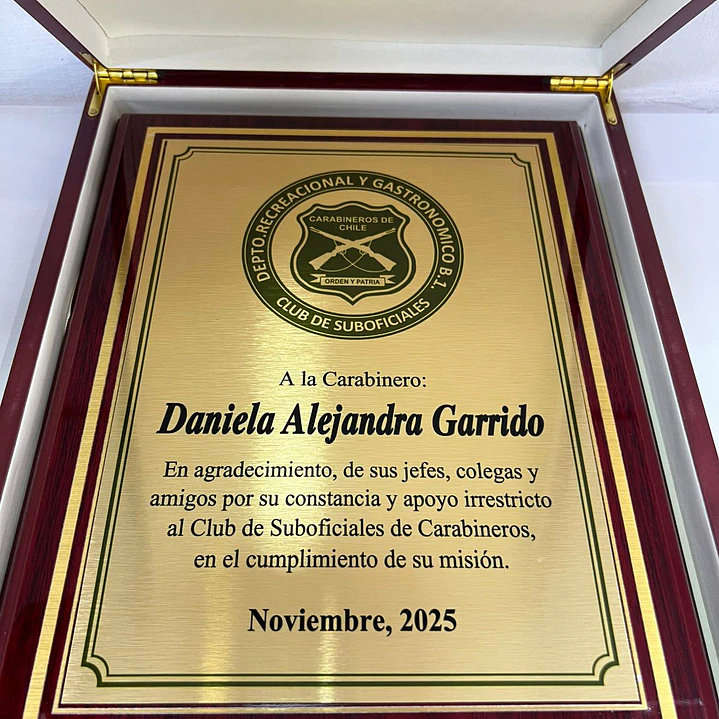 DEPTO.RECREACIONAL Y GASTRONOMICO B.1.
CARABINEROS DE
CHILE
ORDEN Y PATRIA
CLUB DE SUBOFICIALES
A la Carabinero:
Daniela Alejandra Garrido
En agradecimiento, de sus jefes, colegas y
amigos por su constancia y apoyo irrestricto
al Club de Suboficiales de Carabineros,
en el cumplimiento de su misión.
Noviembre, 2025